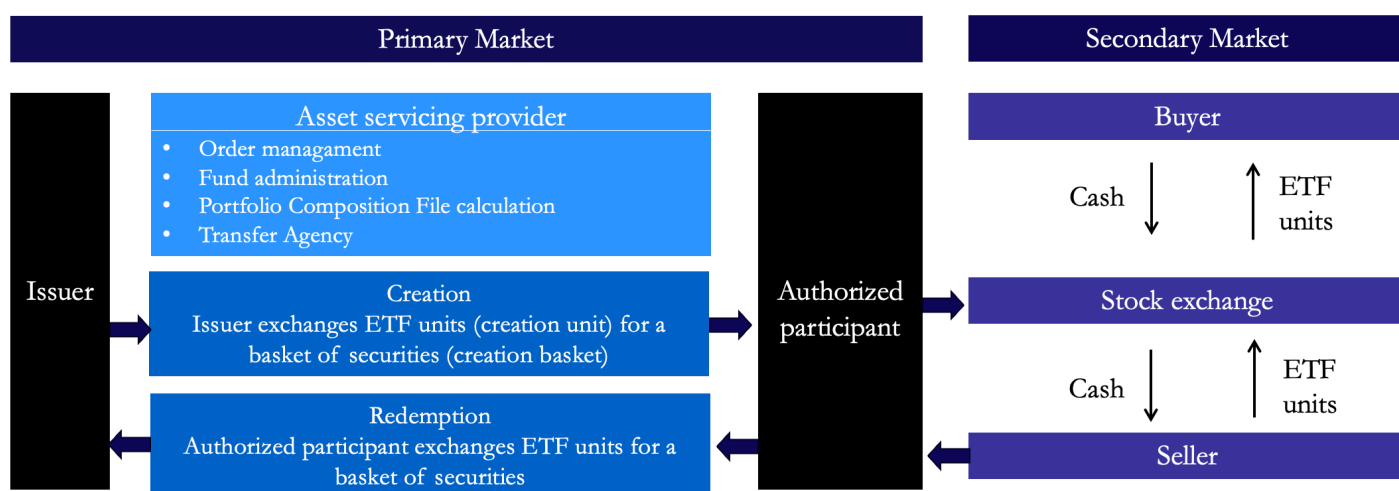 Primary Market
Secondary Market
Issuer
Asset servicing provider
• Order managament
• Fund administration
• Portfolio Composition File calculation
• Transfer Agency
Creation
Issuer exchanges ETF units (creation unit) for a
basket of securities (creation basket)
Redemption
Authorized participant exchanges ETF units for a
basket of securities
Authorized
participant
Buyer
Cash
ETF
units
Stock exchange
Cash
ETF
units
Seller